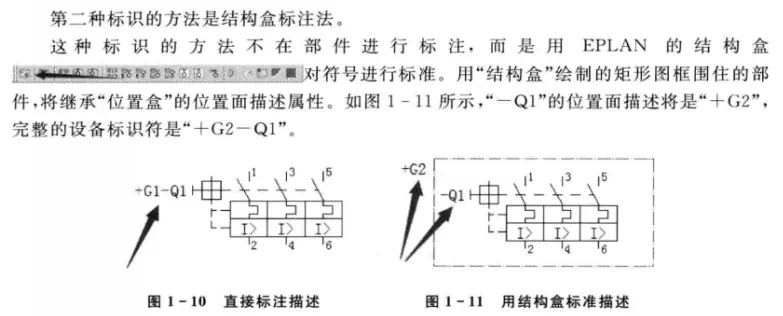 第二种标识的方法是结构盒标注法。
这种标识的方法不在部件进行标注，而是用 EPLAN 的结构盒
对符号进行标准。用“结构盒”绘制的矩形图框围住的部
件，将继承“位置盒”的位置面描述属性。如图 1-11 所示，“－Q1”的位置面描述将是“＋G2”，
完整的设备标识符是“＋G2－Q1”。
+G1-Q1
1 3 5
I> I> I>
2 4 6
+G2
-Q1
1 3 5
I> I> I>
2 4 6
图 1-10 直接标注描述
图 1-11 用结构盒标准描述